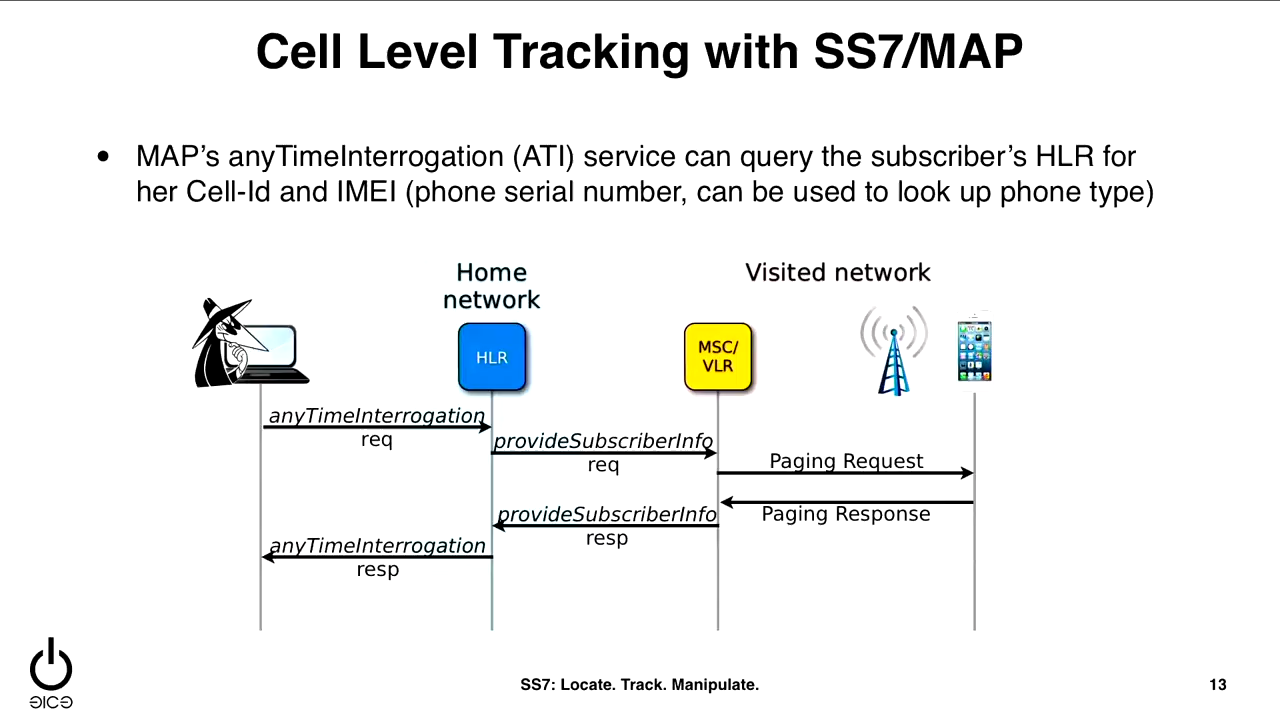 Cell Level Tracking with SS7/MAP
• MAP’s anyTimeInterrogation (ATI) service can query the subscriber’s HLR for
her Cell-Id and IMEI (phone serial number, can be used to look up phone type)
Home
network
Visited network
HLR
MSC/
VLR
anyTimeInterrogation
req
provideSubscriberInfo
req
Paging Request
Paging Response
provideSubscriberInfo
resp
anyTimeInterrogation
resp
SS7: Locate. Track. Manipulate.
13